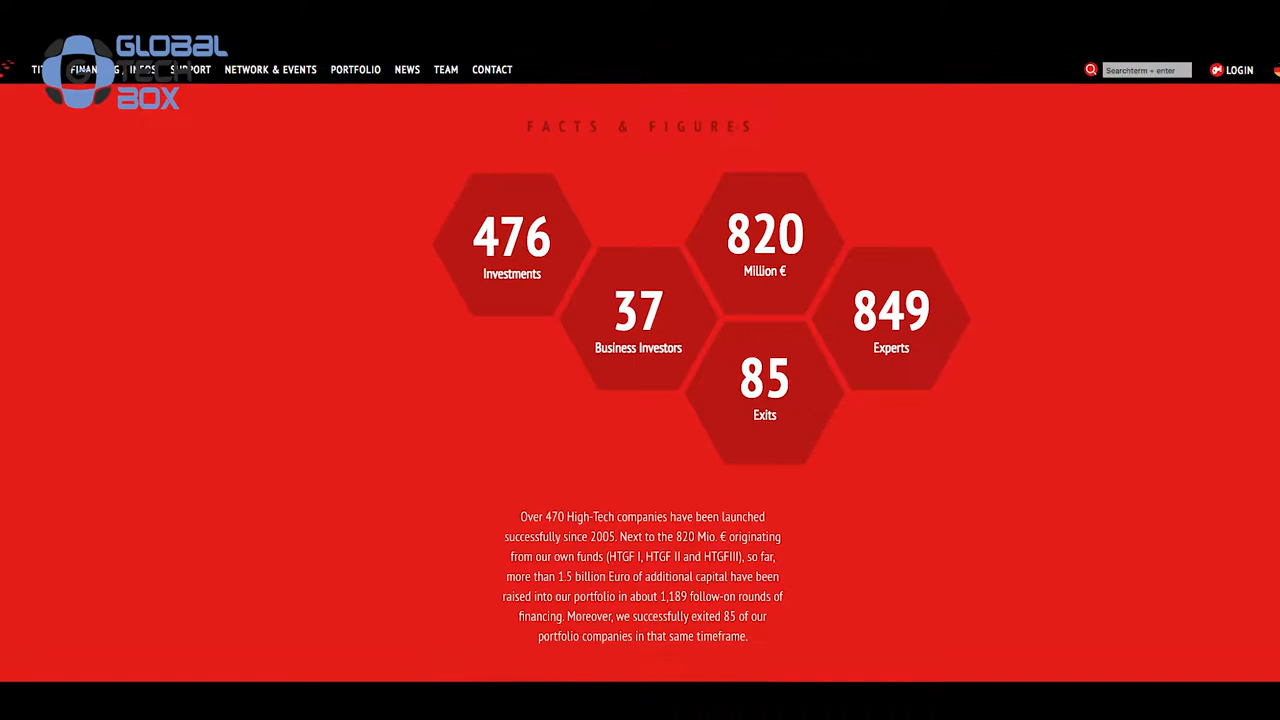 GLOBAL
TECH
BOX
SUPPORT
NETWORK & EVENTS
PORTFOLIO
NEWS
TEAM
CONTACT
Searchterm + enter
LOGIN
FACTS & FIGURES
476
Investments
820
Million €
37
Business Investors
849
Experts
85
Exits
Over 470 High-Tech companies have been launched
successfully since 2005. Next to the 820 Mio. € originating
from our own funds (HTGF I, HTGF II and HTGFIII), so far,
more than 1.5 billion Euro of additional capital have been
raised into our portfolio in about 1,189 follow-on rounds of
financing. Moreover, we successfully exited 85 of our
portfolio companies in that same timeframe.